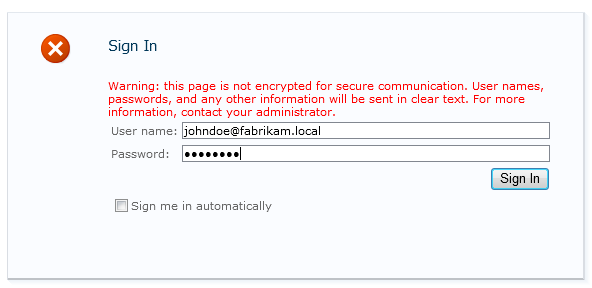 Sign In
Warning: this page is not encrypted for secure communication. User names,
passwords, and any other information will be sent in clear text. For more
information, contact your administrator.
User name: johndoe@fabrikam.local
Password: ●●●●●●●●
Sign In
Sign me in automatically